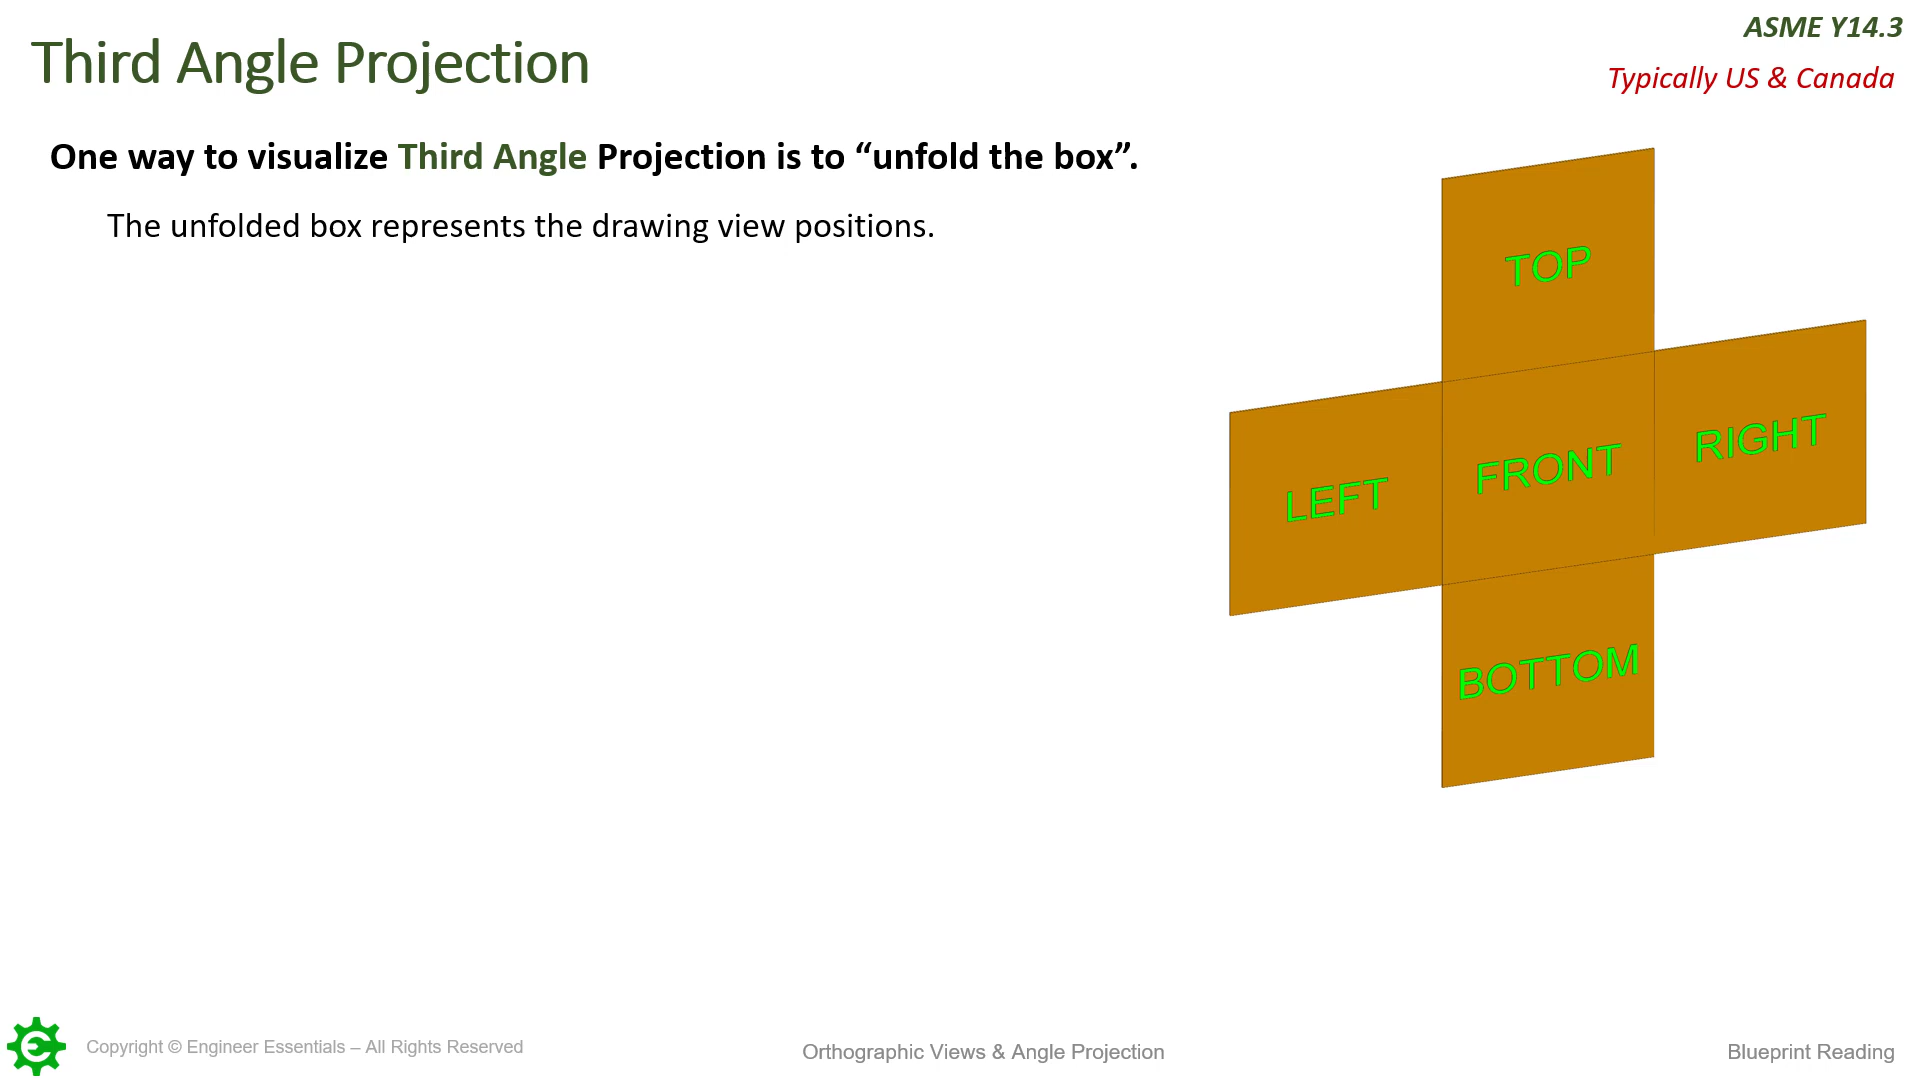 Third Angle Projection
ASME Y14.3
Typically US & Canada
One way to visualize Third Angle Projection is to “unfold the box”.
The unfolded box represents the drawing view positions.
TOP
LEFT
FRONT
RIGHT
BOTTOM
Copyright © Engineer Essentials – All Rights Reserved
Orthographic Views & Angle Projection
Blueprint Reading